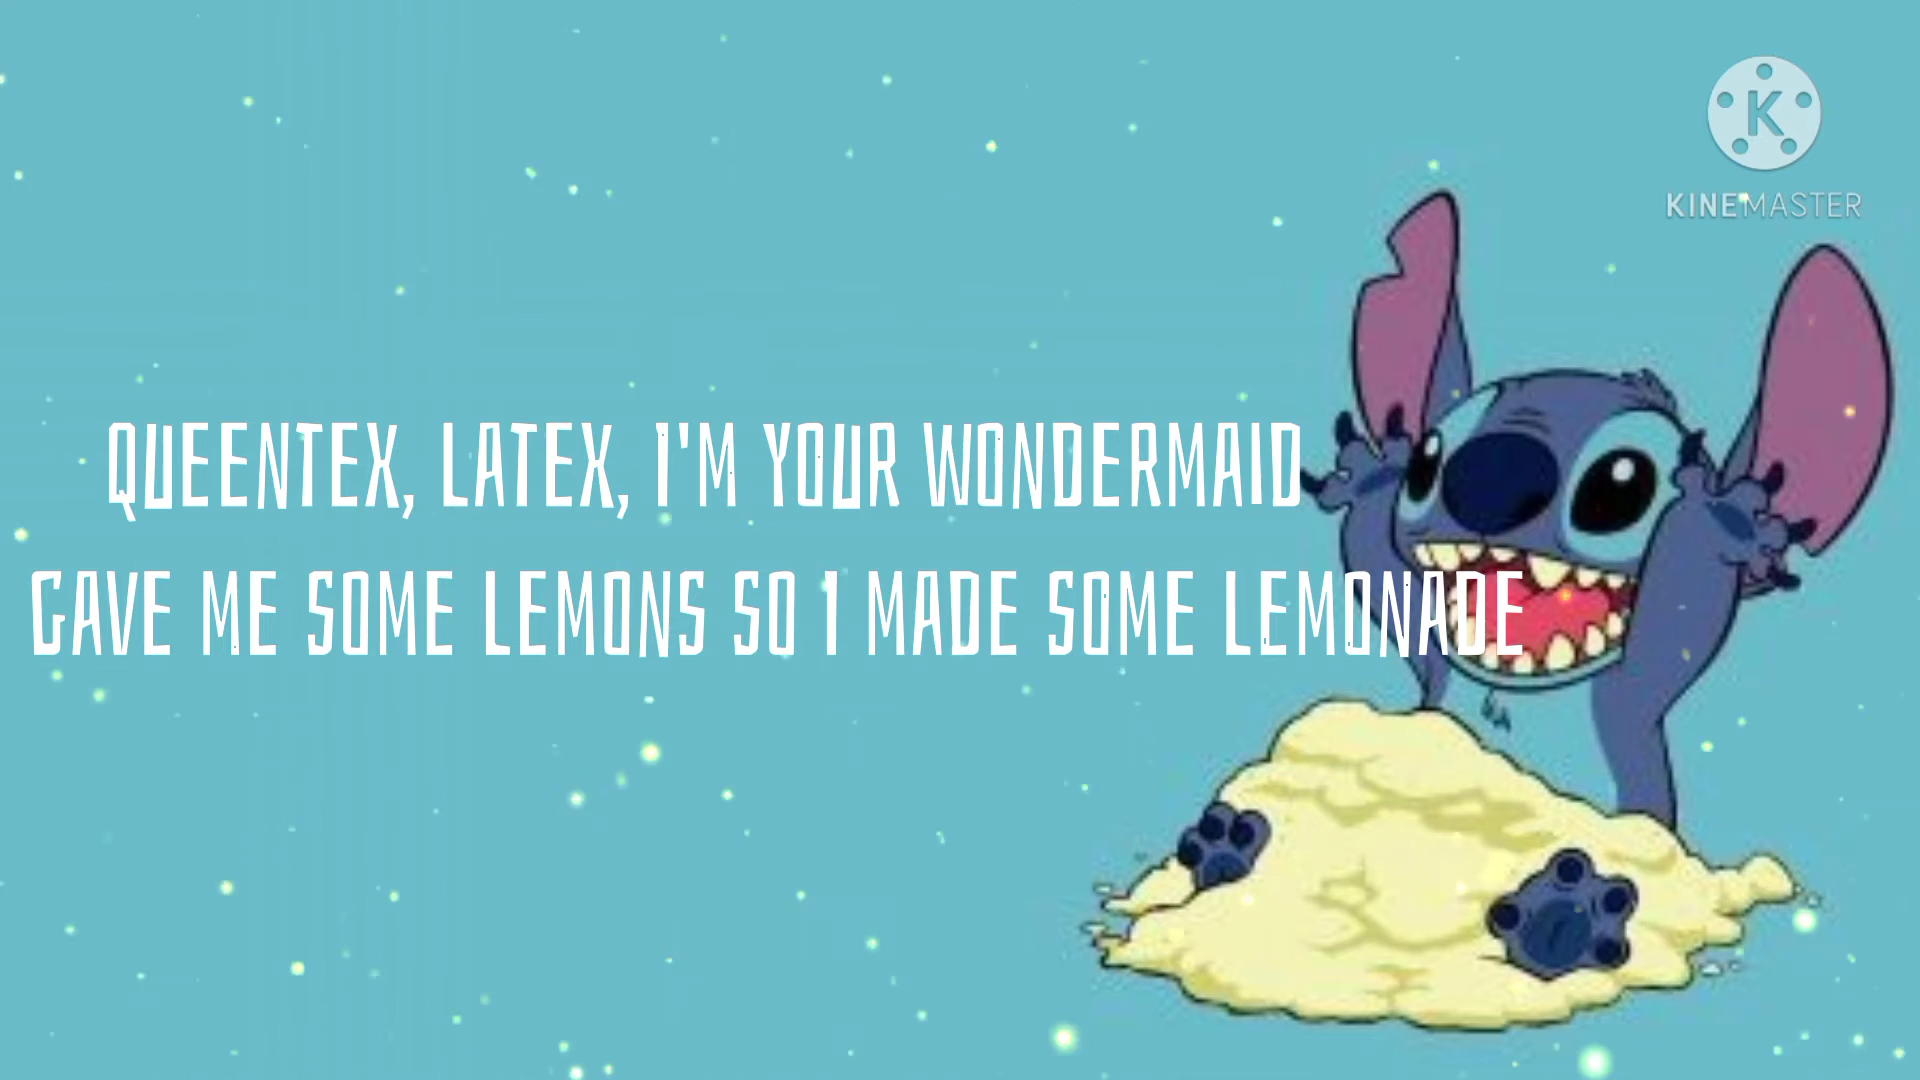 K
KINEMASTER
QUEENTEX, LATEX, I'M YOUR WONDERMAID
GAVE ME SOME LEMONS SO I MADE SOME LEMONADE